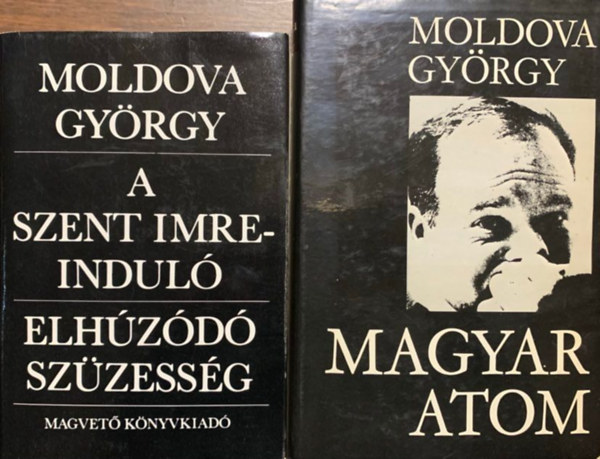 MOLDOVA
GYÖRGY
A
SZENT IMRE-
INDULÓ
ELHÚZÓDÓ
SZÜZESSÉG
MAGVETŐ KÖNYVKIADÓ
MOLDOVA
GYÖRGY
MAGYAR
ATOM